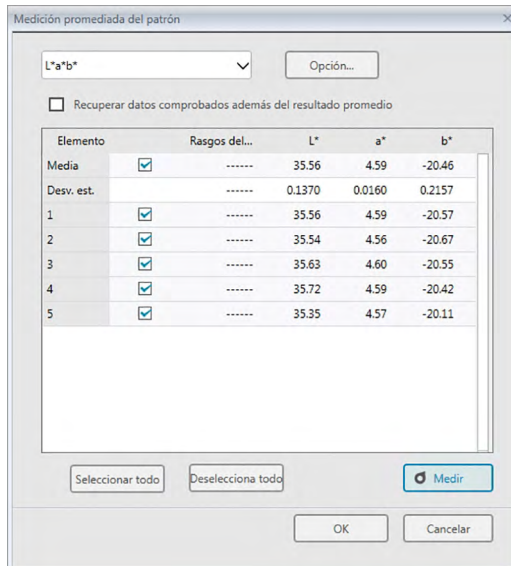 Medición promediada del patrón
L*a*b*
Opción...
Recuperar datos comprobados además del resultado promedio
Elemento Rasgos del... L* a* b*
Media ------ 35.56 4.59 -20.46
Desv. est. ------ 0.1370 0.0160 0.2157
1 ------ 35.56 4.59 -20.57
2 ------ 35.54 4.56 -20.67
3 ------ 35.63 4.60 -20.55
4 ------ 35.72 4.59 -20.42
5 ------ 35.35 4.57 -20.11
Seleccionar todo Deselecciona todo Medir
OK Cancelar